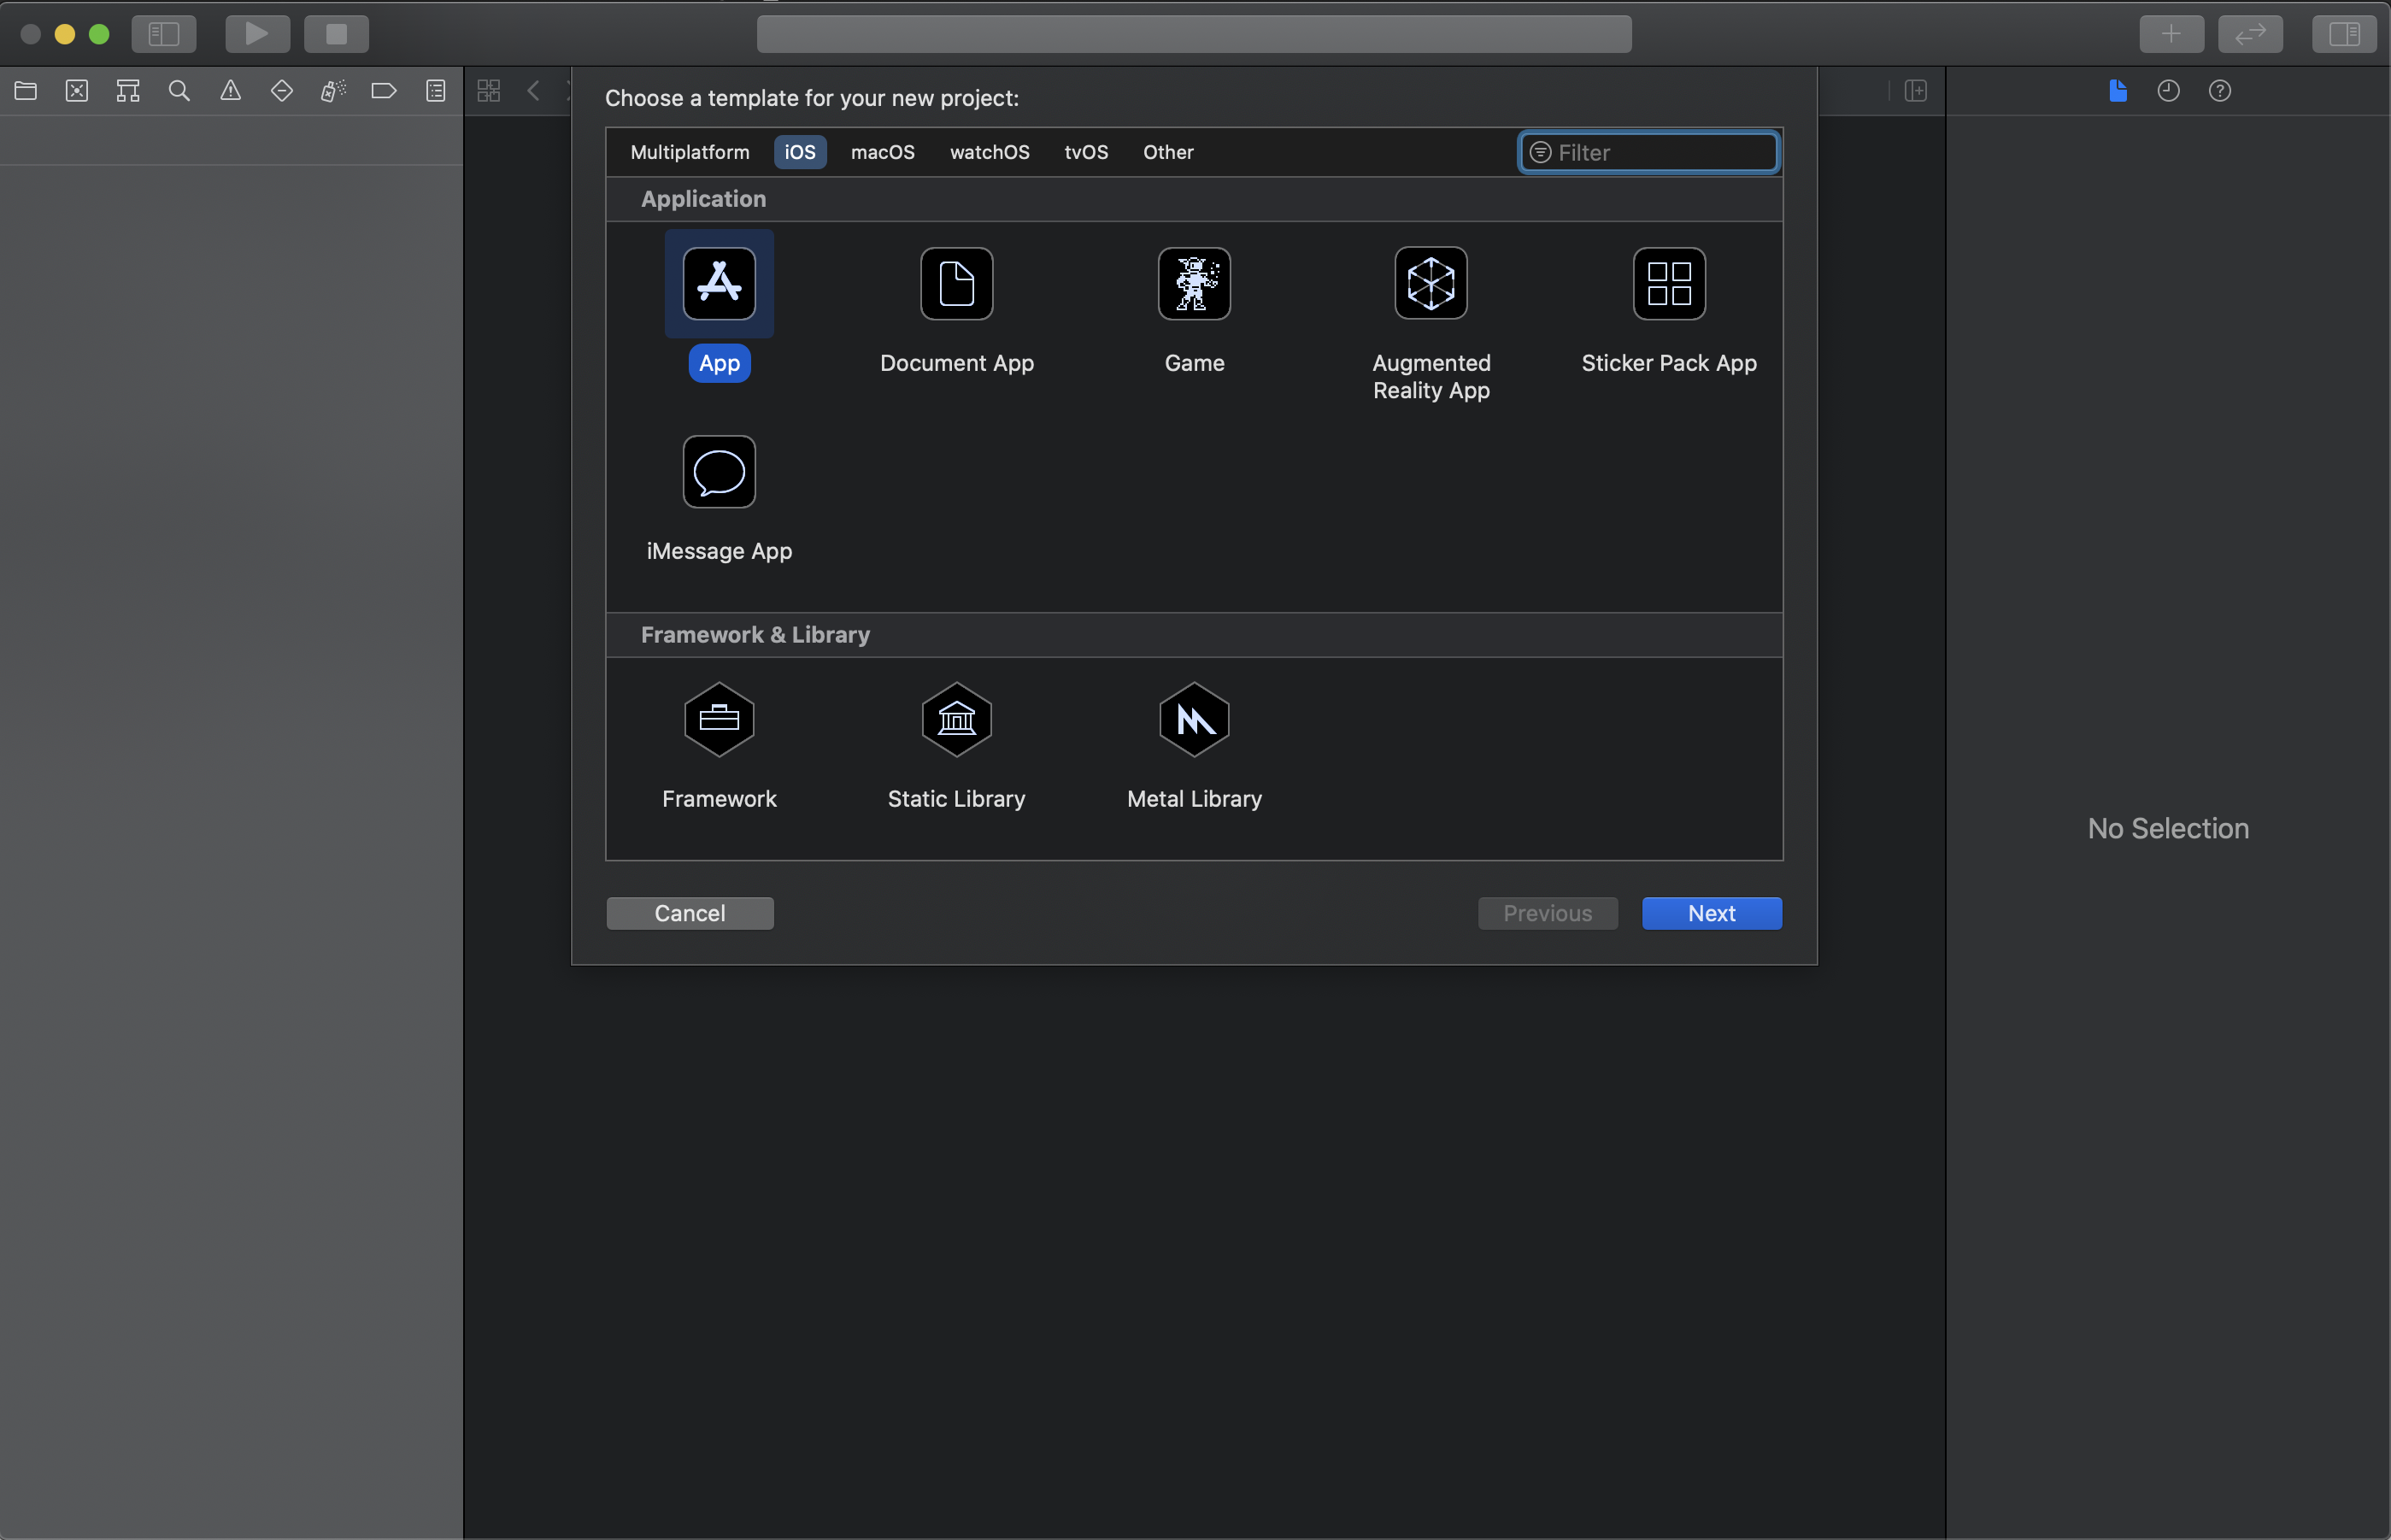 Choose a template for your new project:
Multiplatform iOS macOS watchOS tvOS Other Filter
Application
App Document App Game Augmented Reality App Sticker Pack App
iMessage App
Framework & Library
Framework Static Library Metal Library
No Selection
Cancel Previous Next